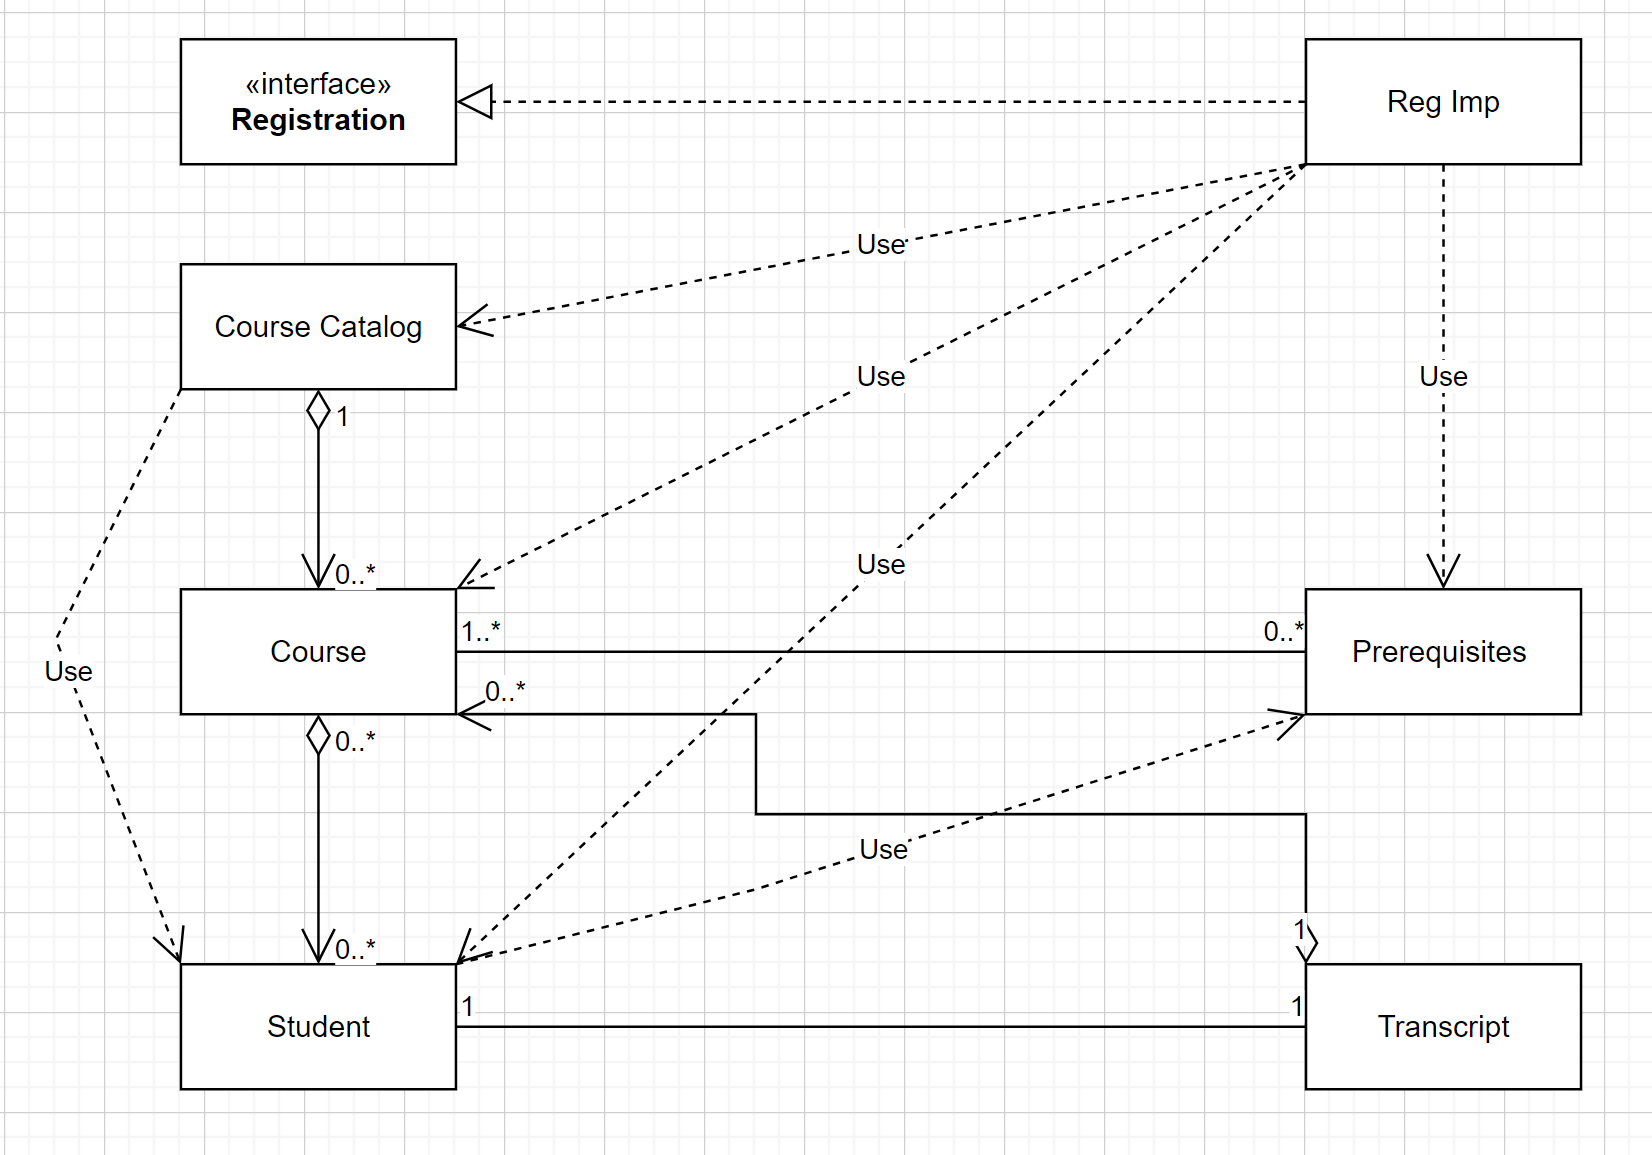 «interface»
Registration
Reg Imp
Use
Course Catalog
Use
Use
1
Use
0..*
1..*
0..*
Course
Prerequisites
Use
0..*
0..*
Use
1
0..*
1
1
Student
Transcript